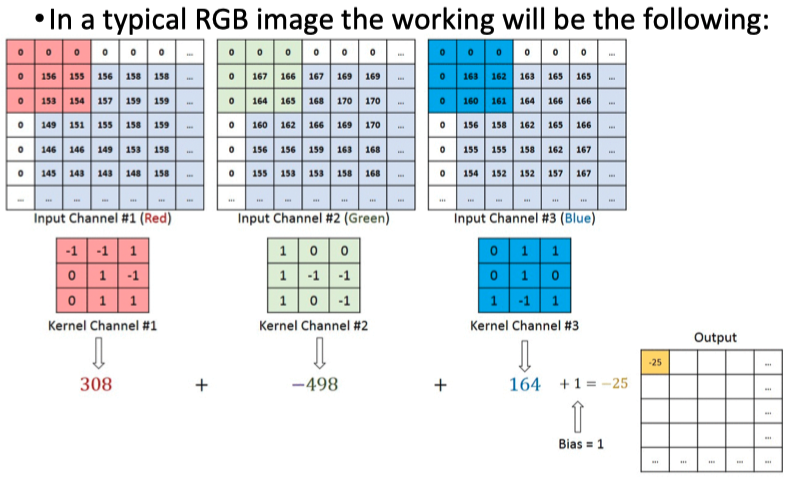 •In a typical RGB image the working will be the following:
0 0 0 0 0 0 ... 0 0 0 0 0 0 ... 0 0 0 0 0 0 ...
0 156 155 156 158 158 ... 0 167 166 167 169 169 ... 0 163 162 163 165 165 ...
0 153 154 157 159 159 ... 0 164 165 168 170 170 ... 0 160 161 164 166 166 ...
0 149 151 155 158 159 ... 0 160 162 166 169 170 ... 0 156 158 162 165 166 ...
0 146 146 149 153 158 ... 0 156 156 159 163 168 ... 0 155 155 158 162 167 ...
0 145 143 143 148 158 ... 0 155 153 153 158 168 ... 0 154 152 152 157 167 ...
... ... ... ... ... ... ... ... ... ... ... ... ... ... ... ... ... ... ... ... ...
Input Channel #1 (Red) Input Channel #2 (Green) Input Channel #3 (Blue)
-1 -1 1 1 0 0 0 1 1
0 1 -1 1 -1 -1 0 1 0
0 1 1 1 0 -1 1 -1 1
Kernel Channel #1 Kernel Channel #2 Kernel Channel #3
308 + −498 + 164 + 1 = −25
Bias = 1
Output
-25 ...
...
...
...
... ... ... ... ...